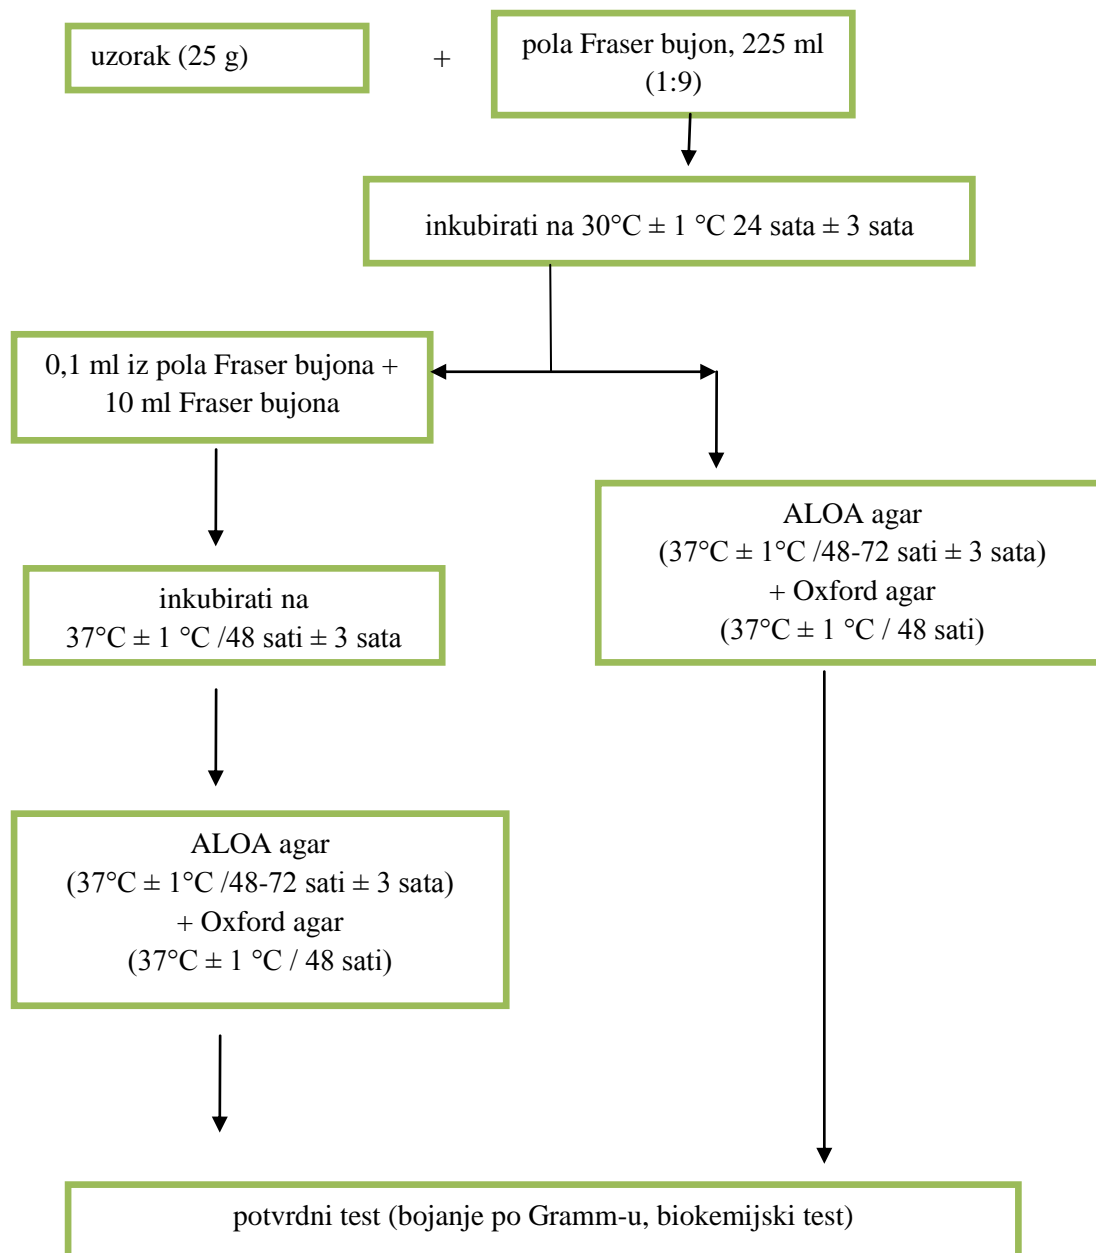 uzorak (25 g)
+
pola Fraser bujon, 225 ml
(1:9)
inkubirati na 30°C ± 1 °C 24 sata ± 3 sata
0,1 ml iz pola Fraser bujona +
10 ml Fraser bujona
ALOA agar
(37°C ± 1°C /48-72 sati ± 3 sata)
+ Oxford agar
(37°C ± 1 °C / 48 sati)
inkubirati na
37°C ± 1 °C /48 sati ± 3 sata
ALOA agar
(37°C ± 1°C /48-72 sati ± 3 sata)
+ Oxford agar
(37°C ± 1 °C / 48 sati)
potvrdni test (bojanje po Gramm-u, biokemijski test)